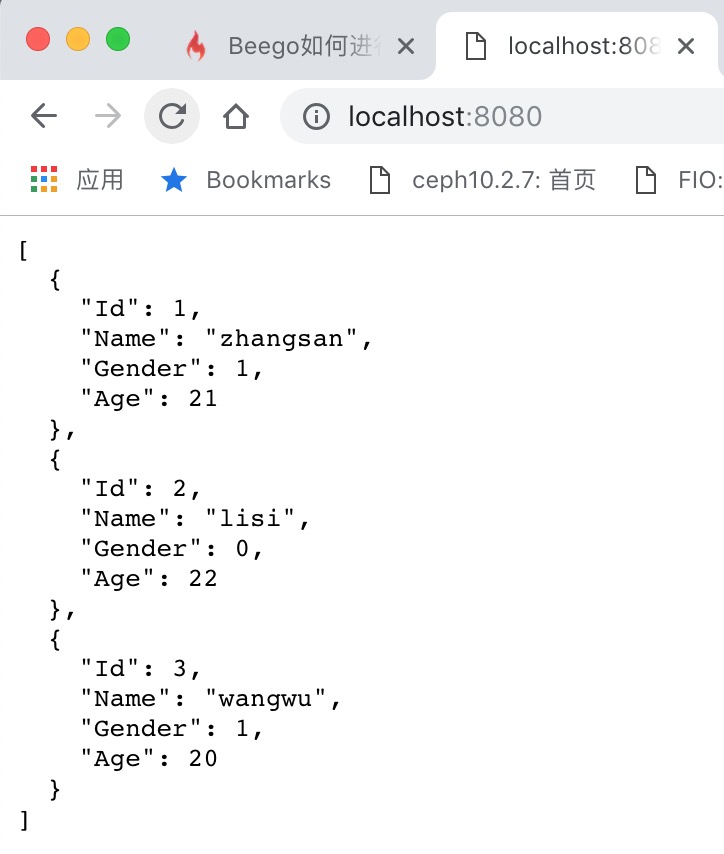 Beego如何进
localhost:808
localhost:8080
应用 Bookmarks ceph10.2.7: 首页 FIO:
[
  {
    "Id": 1,
    "Name": "zhangsan",
    "Gender": 1,
    "Age": 21
  },
  {
    "Id": 2,
    "Name": "lisi",
    "Gender": 0,
    "Age": 22
  },
  {
    "Id": 3,
    "Name": "wangwu",
    "Gender": 1,
    "Age": 20
  }
]